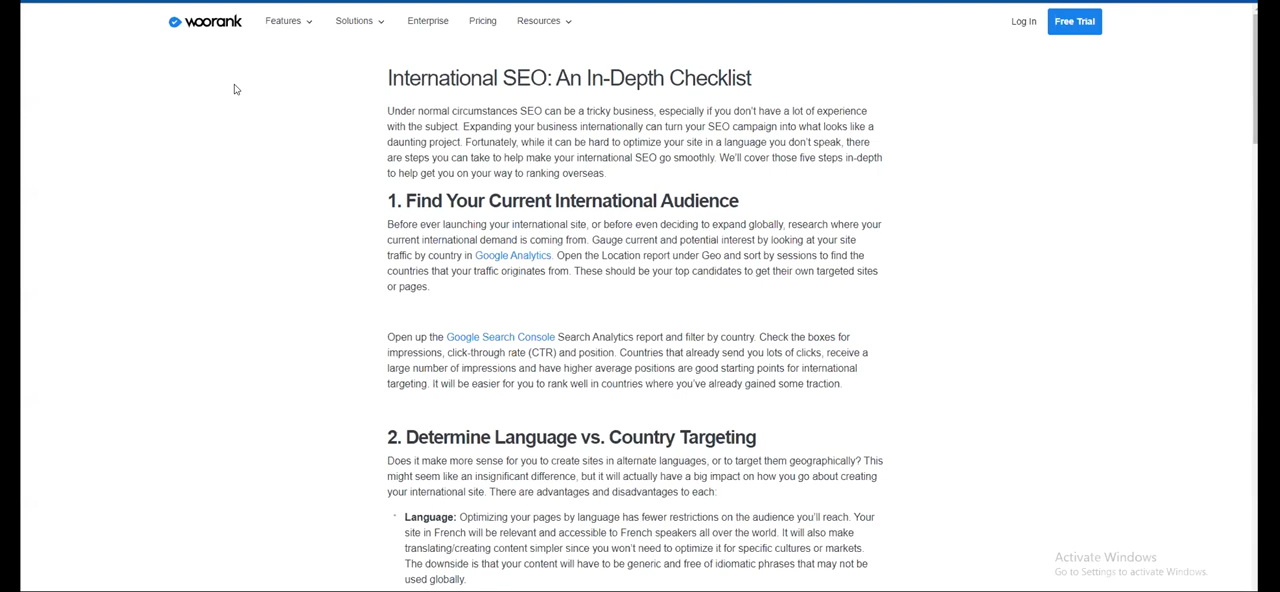 woorank Features Solutions Enterprise Pricing Resources Log In Free Trial
International SEO: An In-Depth Checklist
Under normal circumstances SEO can be a tricky business, especially if you don't have a lot of experience
with the subject. Expanding your business internationally can turn your SEO campaign into what looks like a
daunting project. Fortunately, while it can be hard to optimize your site in a language you don't speak, there
are steps you can take to help make your international SEO go smoothly. We'll cover those five steps in-depth
to help get you on your way to ranking overseas.
1. Find Your Current International Audience
Before ever launching your international site, or before even deciding to expand globally, research where your
current international demand is coming from. Gauge current and potential interest by looking at your site
traffic by country in Google Analytics. Open the Location report under Geo and sort by sessions to find the
countries that your traffic originates from. These should be your top candidates to get their own targeted sites
or pages.
Open up the Google Search Console Search Analytics report and filter by country. Check the boxes for
impressions, click-through rate (CTR) and position. Countries that already send you lots of clicks, receive a
large number of impressions and have higher average positions are good starting points for international
targeting. It will be easier for you to rank well in countries where you've already gained some traction.
2. Determine Language vs. Country Targeting
Does it make more sense for you to create sites in alternate languages, or to target them geographically? This
might seem like an insignificant difference, but it will actually have a big impact on how you go about creating
your international site. There are advantages and disadvantages to each:
Language: Optimizing your pages by language has fewer restrictions on the audience you'll reach. Your
site in French will be relevant and accessible to French speakers all over the world. It will also make
translating/creating content simpler since you won't need to optimize it for specific cultures or markets.
The downside is that your content will have to be generic and free of idiomatic phrases that may not be
used globally.
Activate Windows
Go to Settings to activate Windows.